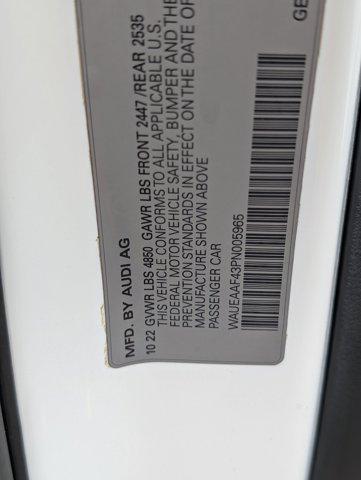 MFD. BY AUDI AG
10 22 GVWR LBS 4850 GAWR LBS FRONT 2447 /REAR 2535
THIS VEHICLE CONFORMS TO ALL APPLICABLE U.S.
FEDERAL MOTOR VEHICLE SAFETY, BUMPER AND THE
PREVENTION STANDARDS IN EFFECT ON THE DATE OF
MANUFACTURE SHOWN ABOVE
PASSENGER CAR
GE
WAUEAAF43PN005965